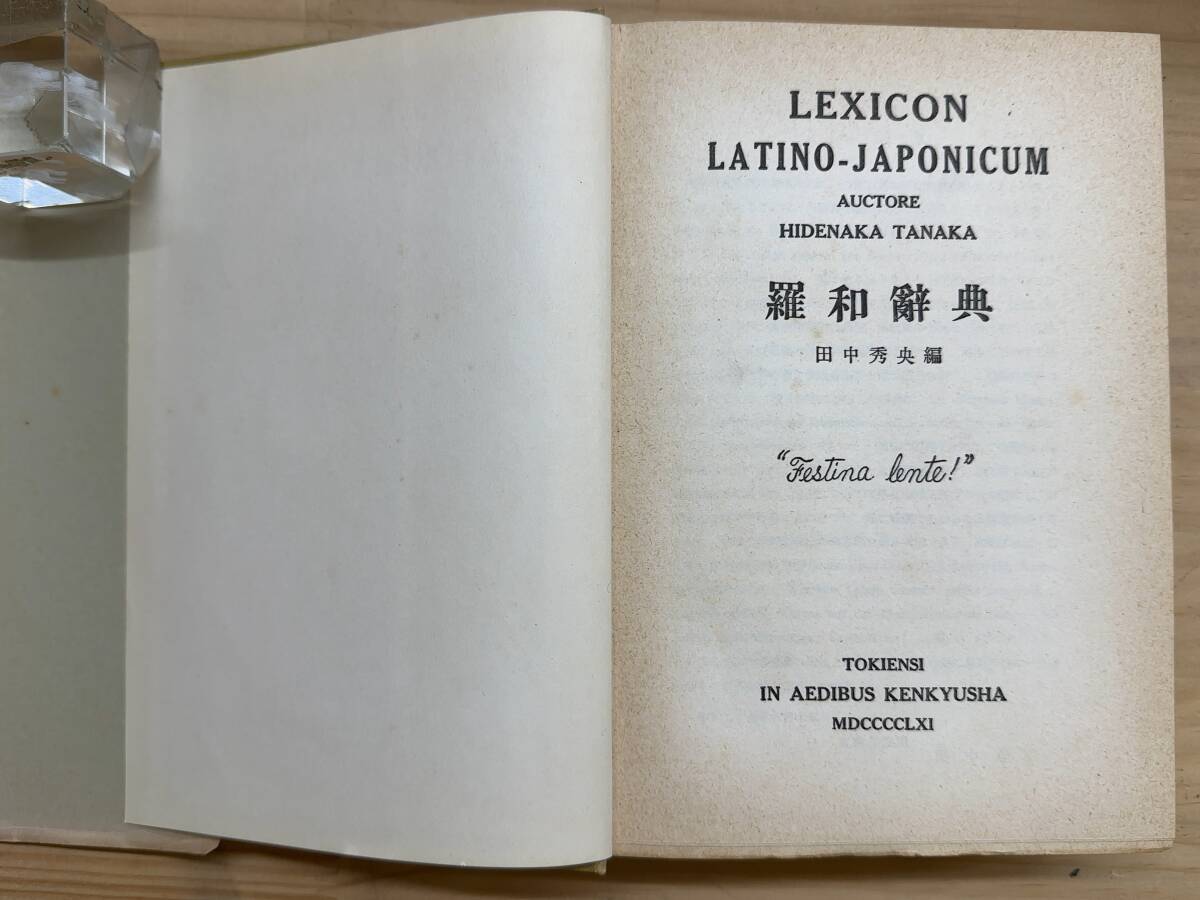 LEXICON
LATINO-JAPONICUM
AUCTORE
HIDENAKA TANAKA
羅和辭典
田中秀央編
"Festina lente!"
TOKIENSI
IN AEDIBUS KENKYUSHA
MDCCCCLXI